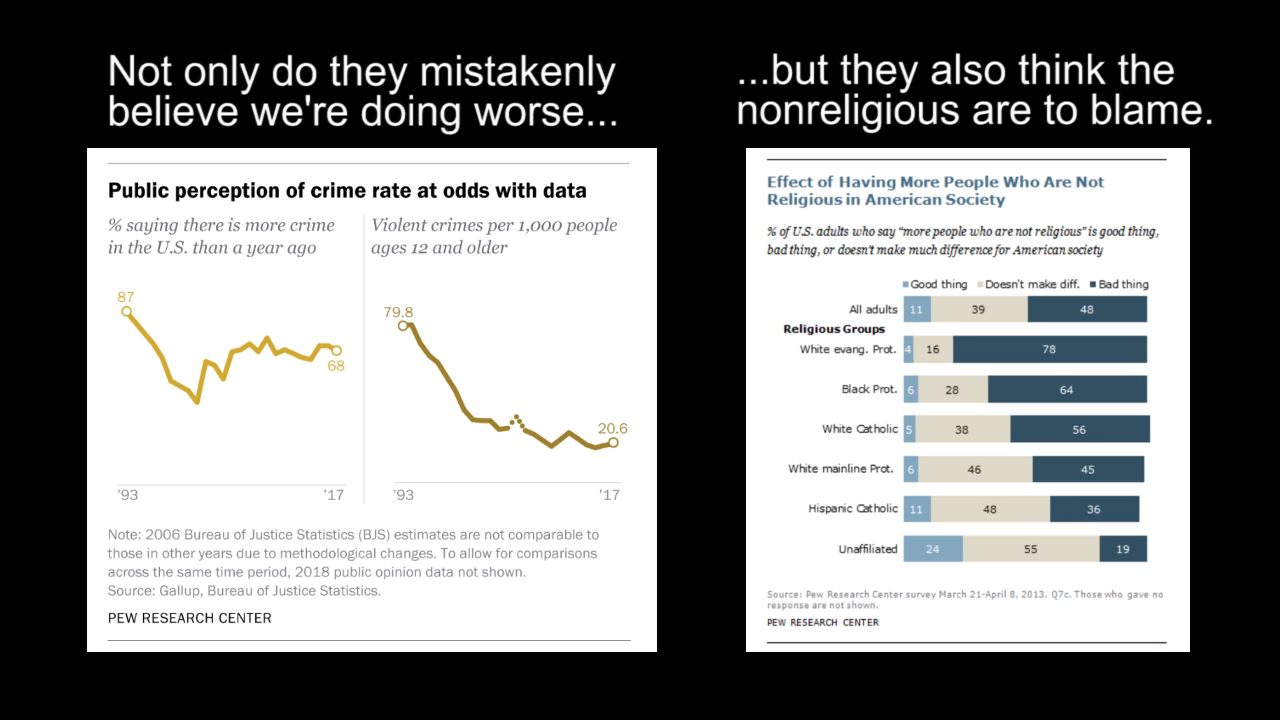 Not only do they mistakenly
believe we're doing worse...
...but they also think the
nonreligious are to blame.
Public perception of crime rate at odds with data
% saying there is more crime
in the U.S. than a year ago
87
68
'93
'17
Violent crimes per 1,000 people
ages 12 and older
79.8
20.6
'93
'17
Note: 2006 Bureau of Justice Statistics (BJS) estimates are not comparable to
those in other years due to methodological changes. To allow for comparisons
across the same time period, 2018 public opinion data not shown.
Source: Gallup, Bureau of Justice Statistics.
PEW RESEARCH CENTER
Effect of Having More People Who Are Not
Religious in American Society
% of U.S. adults who say “more people who are not religious” is good thing,
bad thing, or doesn't make much difference for American society
Good thing Doesn't make diff. Bad thing
All adults 11 39 48
Religious Groups
White evang. Prot. 4 16 78
Black Prot. 6 28 64
White Catholic 5 38 56
White mainline Prot. 6 46 45
Hispanic Catholic 11 48 36
Unaffiliated 24 55 19
Source: Pew Research Center survey March 21-April 8, 2013. Q7c. Those who gave no
response are not shown.
PEW RESEARCH CENTER